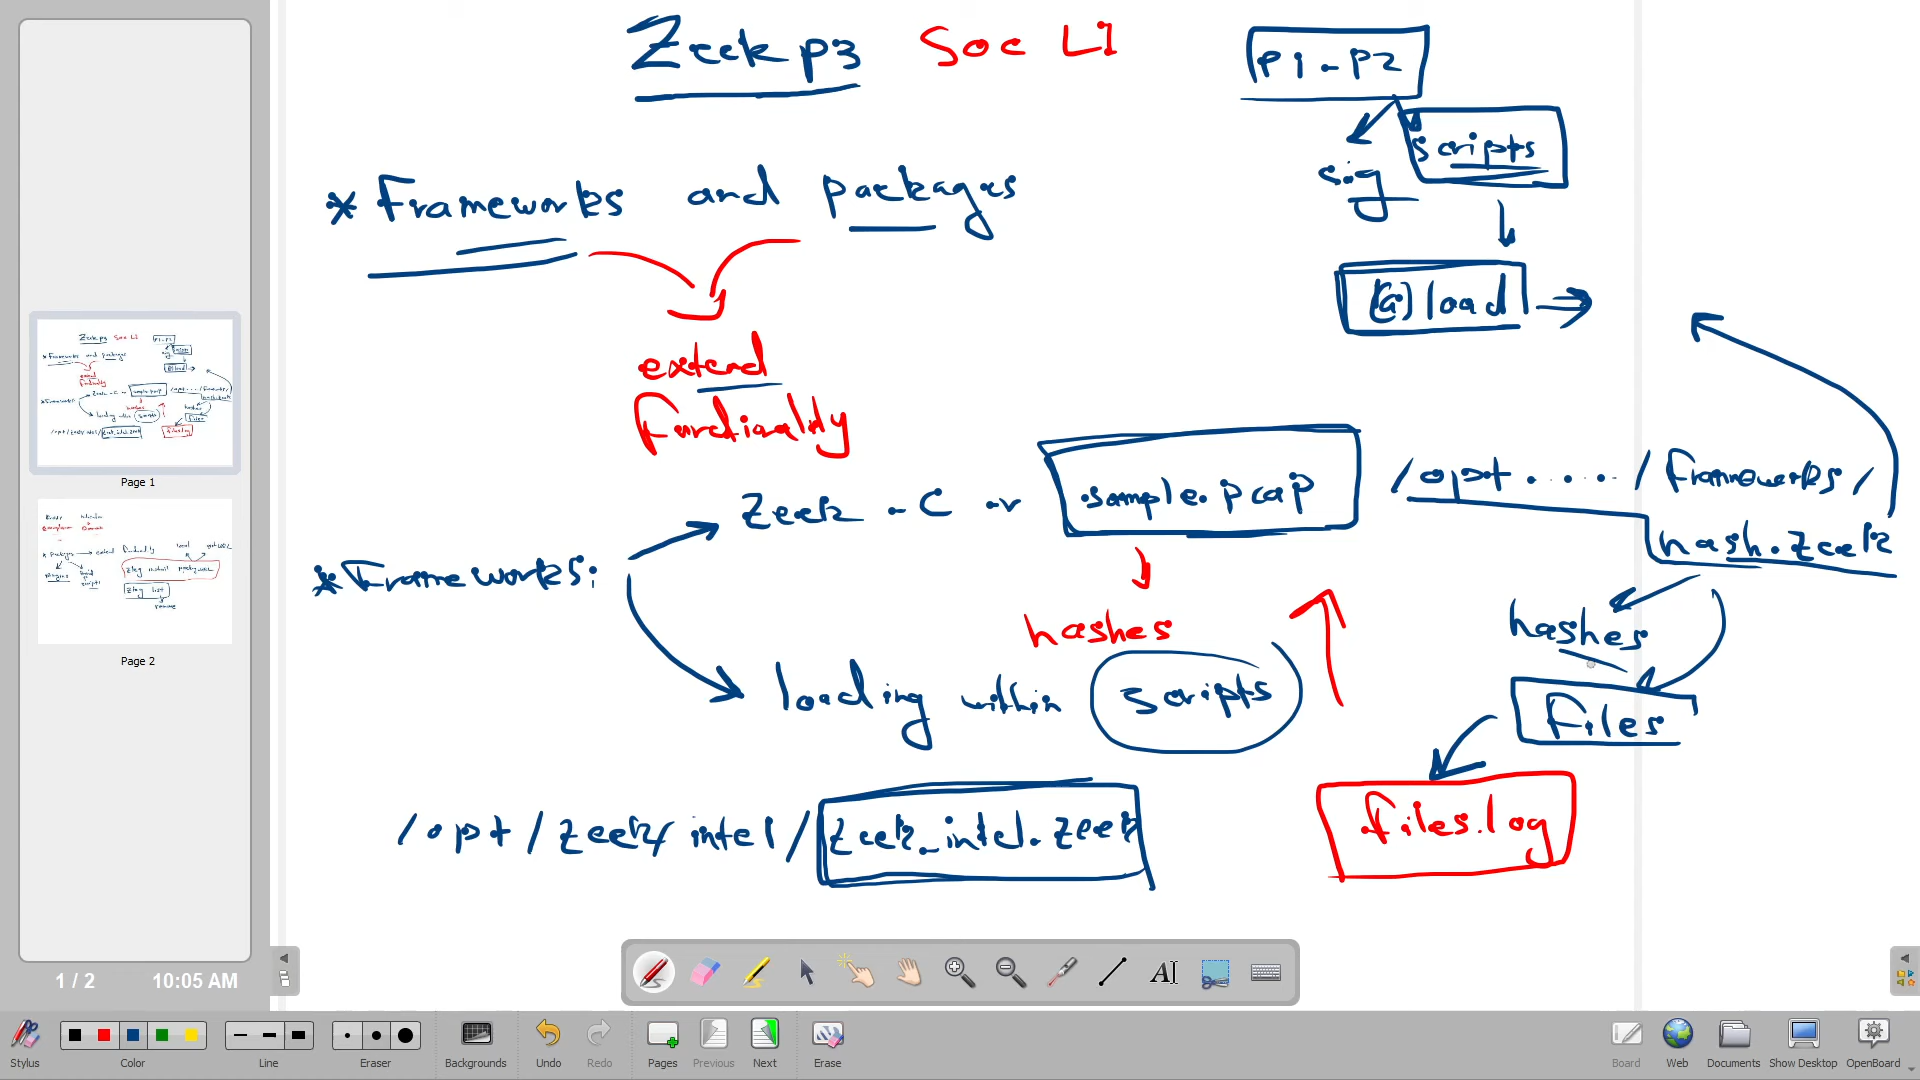 Zeek p3 Soc L1
p1-p2
scripts
sig
* Frameworks and packages
@load
extend
functionality
Zeek -C -r sample.pcap /opt...../frameworks/
hash.zeek
* Frameworks:
hashes
hashes
loading within scripts
files
/opt/zeek/intel/zeek_intel.zeek
files.log
Page 1
Page 2
1 / 2 10:05 AM
Stylus
Color
Line
Eraser
Backgrounds
Undo
Redo
Pages
Previous
Next
Erase
Board
Web
Documents
Show Desktop
OpenBoard